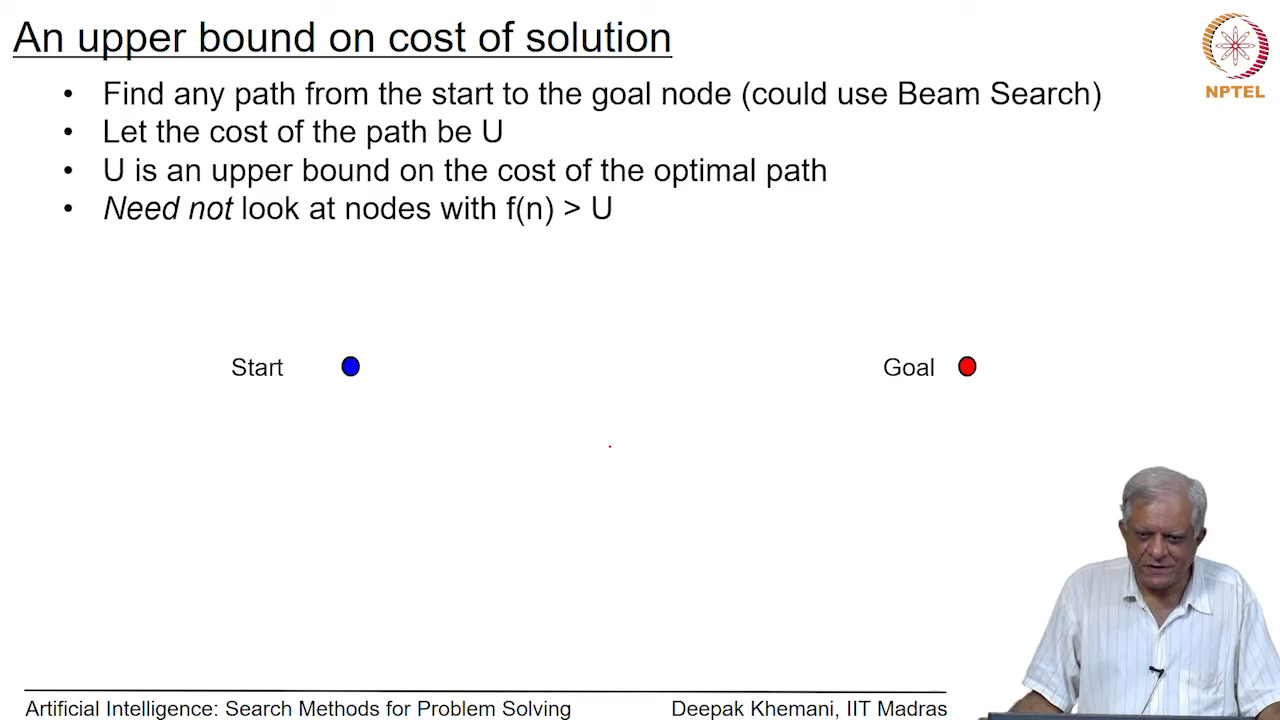 An upper bound on cost of solution
NPTEL
• Find any path from the start to the goal node (could use Beam Search)
• Let the cost of the path be U
• U is an upper bound on the cost of the optimal path
• Need not look at nodes with f(n) > U
Start
Goal
Artificial Intelligence: Search Methods for Problem Solving
Deepak Khemani, IIT Madras